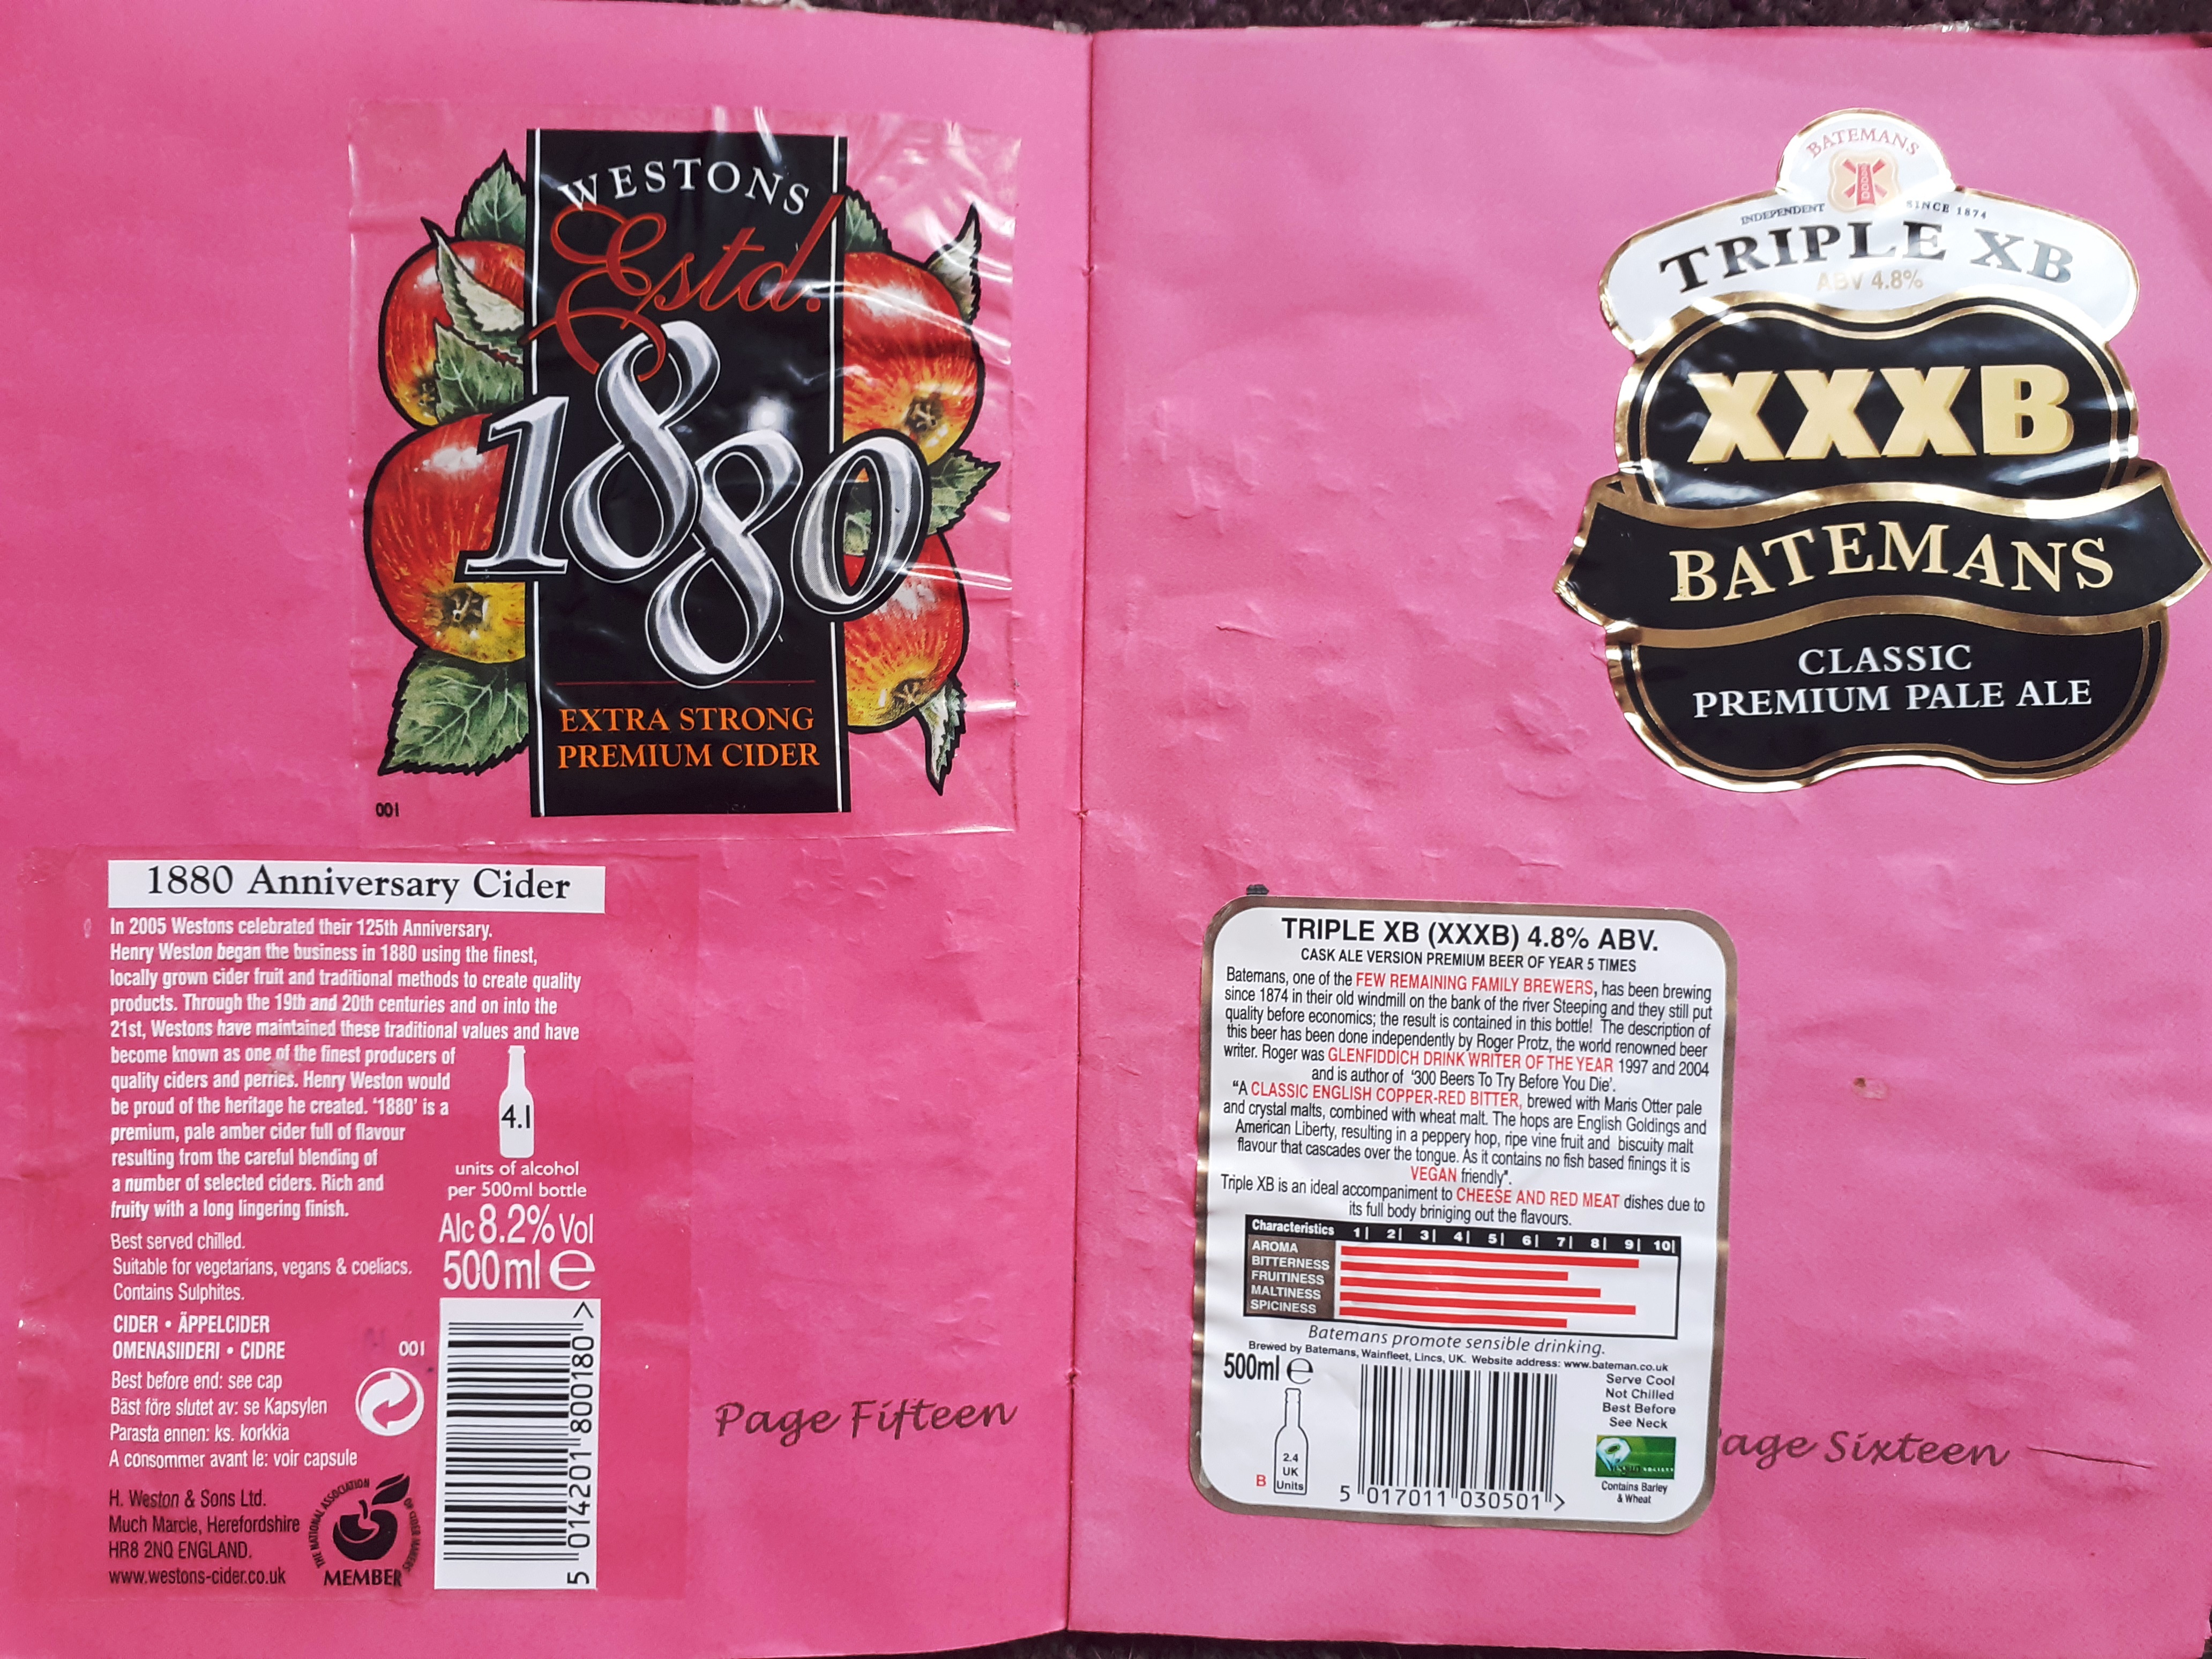 WESTONS
Estd.
1880
EXTRA STRONG
PREMIUM CIDER
001
1880 Anniversary Cider
In 2005 Westons celebrated their 125th Anniversary.
Henry Weston began the business in 1880 using the finest,
locally grown cider fruit and traditional methods to create quality
products. Through the 19th and 20th centuries and on into the
21st, Westons have maintained these traditional values and have
become known as one of the finest producers of
quality ciders and perries. Henry Weston would
be proud of the heritage he created. '1880' is a
premium, pale amber cider full of flavour
resulting from the careful blending of
a number of selected ciders. Rich and
fruity with a long lingering finish.
Best served chilled.
Suitable for vegetarians, vegans & coeliacs.
Contains Sulphites.
4.1
units of alcohol
per 500ml bottle
Alc 8.2% Vol
500ml e
CIDER • ÄPPELCIDER
OMENASIIDERI • CIDRE
001
Best before end: see cap
Bäst före slutet av: se Kapsylen
Parasta ennen: ks. korkkia
A consommer avant le: voir capsule
H. Weston & Sons Ltd.
Much Marcle, Herefordshire
HR8 2NQ ENGLAND.
www.westons-cider.co.uk
THE NATIONAL ASSOCIATION OF CIDER MAKERS
MEMBER
5 014201 800180 >
Page Fifteen
BATEMANS
INDEPENDENT SINCE 1874
TRIPLE XB
ABV 4.8%
XXXB
BATEMANS
CLASSIC
PREMIUM PALE ALE
TRIPLE XB (XXXB) 4.8% ABV.
CASK ALE VERSION PREMIUM BEER OF YEAR 5 TIMES
Batemans, one of the FEW REMAINING FAMILY BREWERS, has been brewing
since 1874 in their old windmill on the bank of the river Steeping and they still put
quality before economics; the result is contained in this bottle! The description of
this beer has been done independently by Roger Protz, the world renowned beer
writer. Roger was GLENFIDDICH DRINK WRITER OF THE YEAR 1997 and 2004
and is author of '300 Beers To Try Before You Die'.
"A CLASSIC ENGLISH COPPER-RED BITTER, brewed with Maris Otter pale
and crystal malts, combined with wheat malt. The hops are English Goldings and
American Liberty, resulting in a peppery hop, ripe vine fruit and biscuity malt
flavour that cascades over the tongue. As it contains no fish based finings it is
VEGAN friendly".
Triple XB is an ideal accompaniment to CHEESE AND RED MEAT dishes due to
its full body briniging out the flavours.
Characteristics 1| 2| 3| 4| 5| 6| 7| 8| 9| 10|
AROMA
BITTERNESS
FRUITINESS
MALTINESS
SPICINESS
Batemans promote sensible drinking.
Brewed by Batemans, Wainfleet, Lincs, UK. Website address: www.bateman.co.uk
500ml e
2.4
UK
Units
B
5 017011 030501 >
Serve Cool
Not Chilled
Best Before
See Neck
Vegan SOCIETY
Contains Barley
& Wheat
age Sixteen